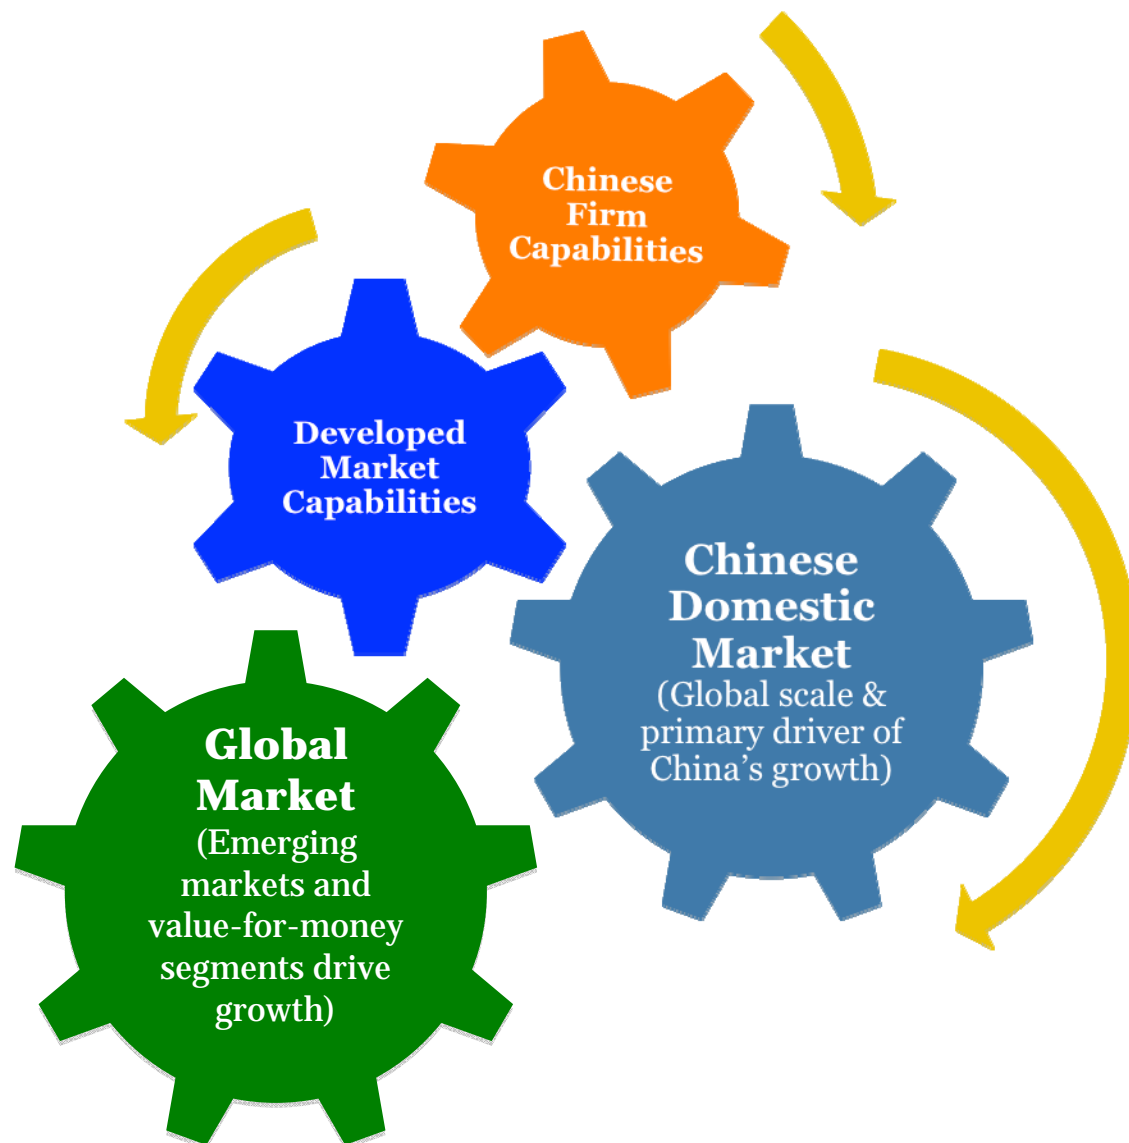 Chinese
Firm
Capabilities
Developed
Market
Capabilities
Chinese
Domestic
Market
(Global scale &
primary driver of
China’s growth)
Global
Market
(Emerging
markets and
value-for-money
segments drive
growth)